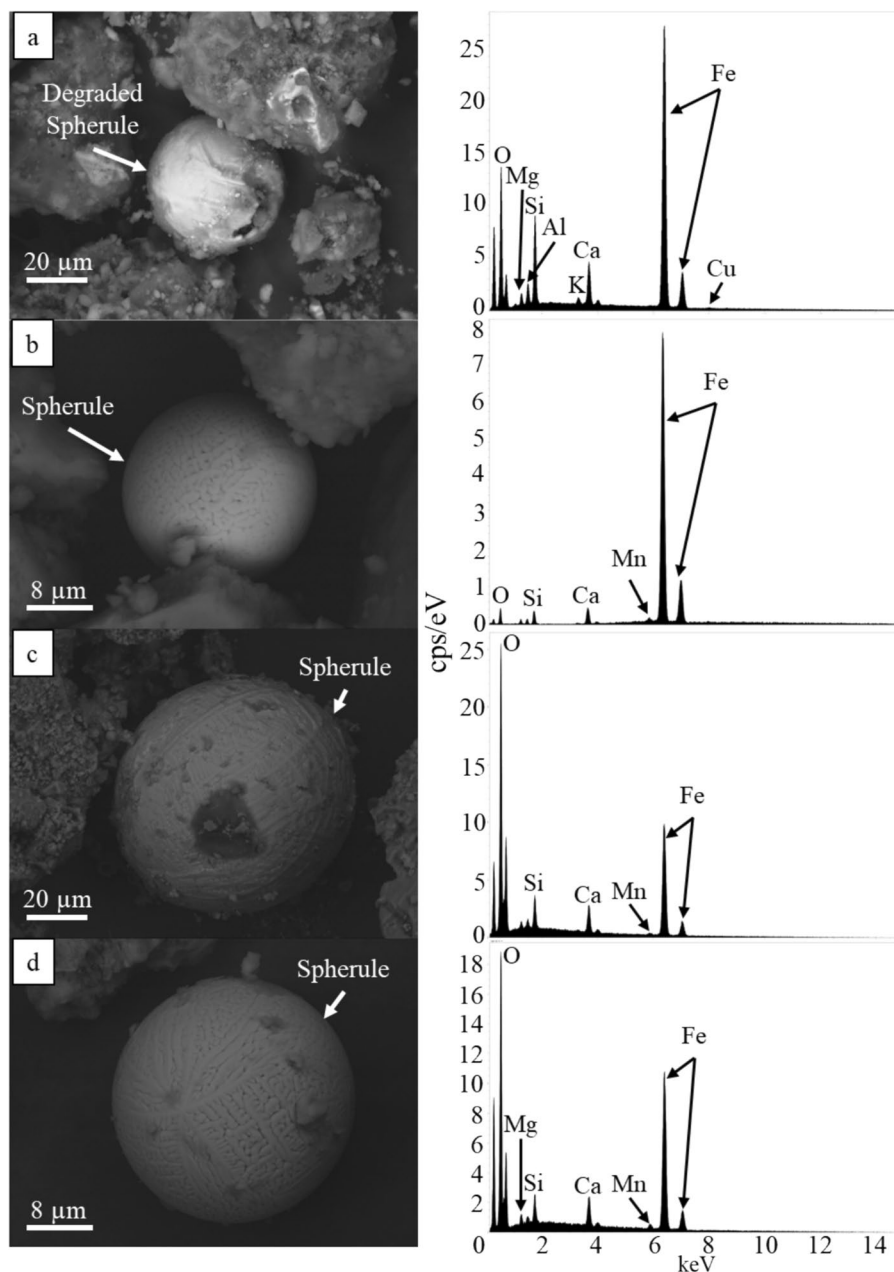 a
Degraded
Spherule
20 µm
25
20
15
10
5
0
O
Mg
Si
Al
K
Ca
Fe
Cu
b
Spherule
8 µm
8
7
6
5
4
3
2
1
0
O
Si
Ca
Mn
Fe
c
Spherule
20 µm
cps/eV
25
20
15
10
5
0
O
Si
Ca
Mn
Fe
d
Spherule
8 µm
18
16
14
12
10
8
6
4
2
0
O
Mg
Si
Ca
Mn
Fe
2 4 6 8 10 12 14
keV